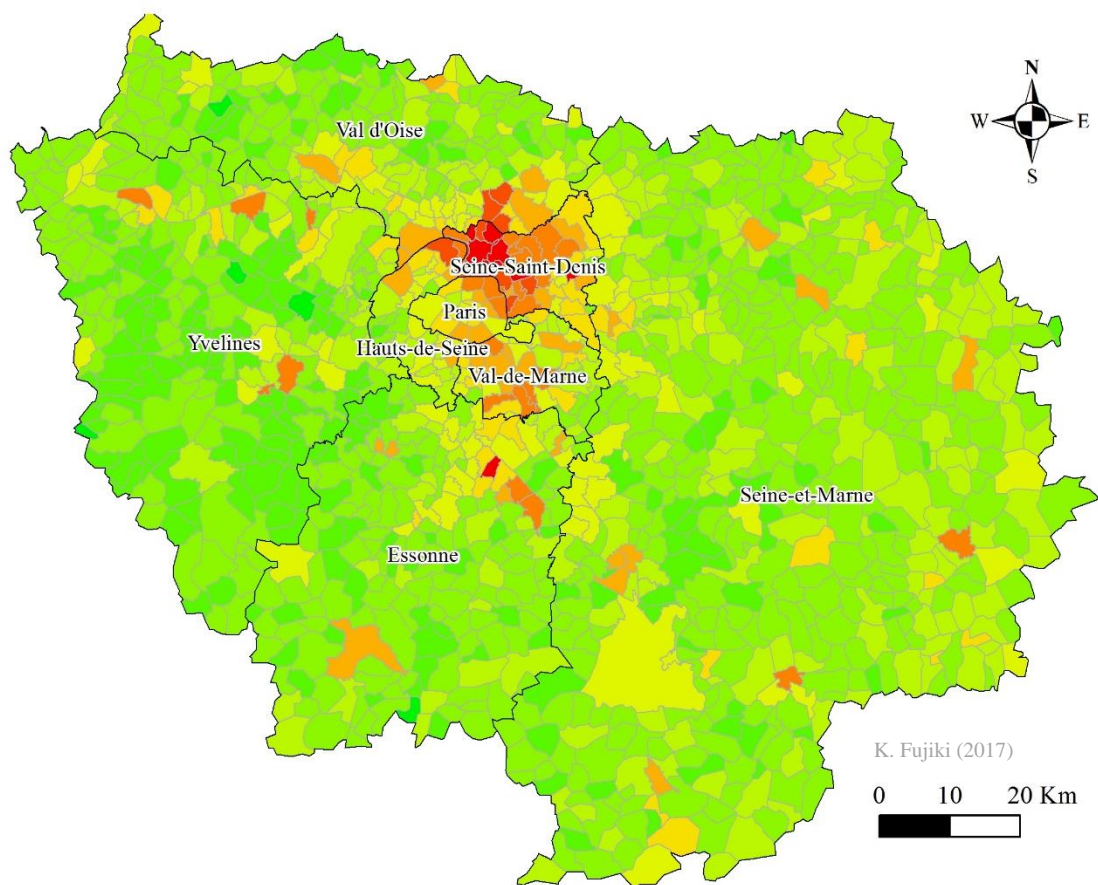 N
W
E
S
Val d'Oise
Seine-Saint-Denis
Paris
Yvelines
Hauts-de-Seine
Val-de-Marne
Seine-et-Marne
Essonne
K. Fujiki (2017)
0 10 20 Km